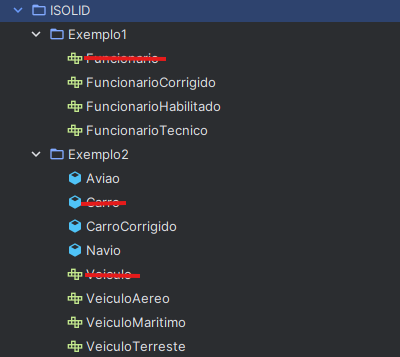 ISOLID
Exemplo1
Funcionario
FuncionarioCorrigido
FuncionarioHabilitado
FuncionarioTecnico
Exemplo2
Aviao
Carro
CarroCorrigido
Navio
Veiculo
VeiculoAereo
VeiculoMaritimo
VeiculoTerreste